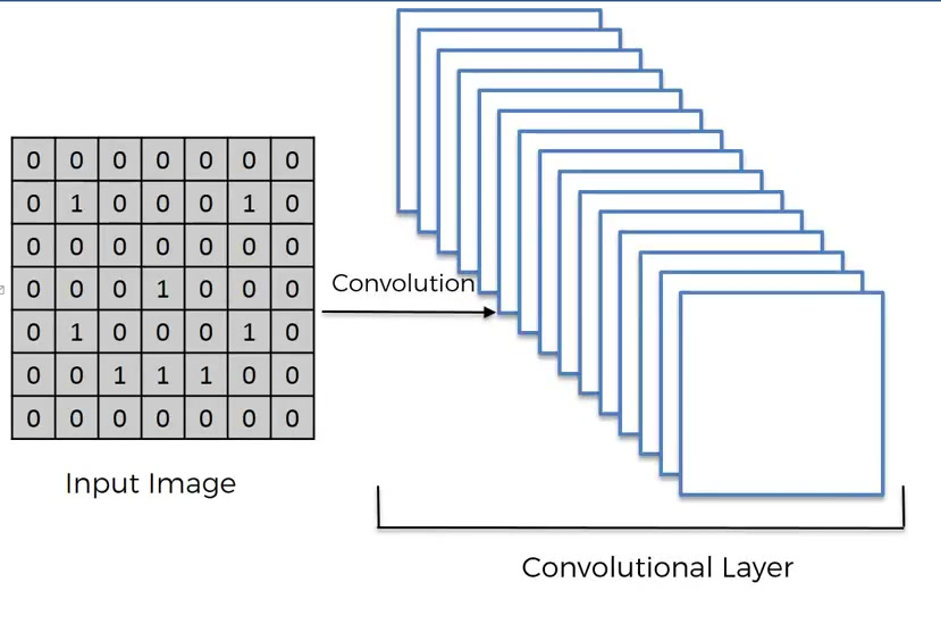 0 0 0 0 0 0 0
0 1 0 0 0 1 0
0 0 0 0 0 0 0
0 0 0 1 0 0 0
0 1 0 0 0 1 0
0 0 1 1 1 0 0
0 0 0 0 0 0 0
Input Image
Convolution
Convolutional Layer